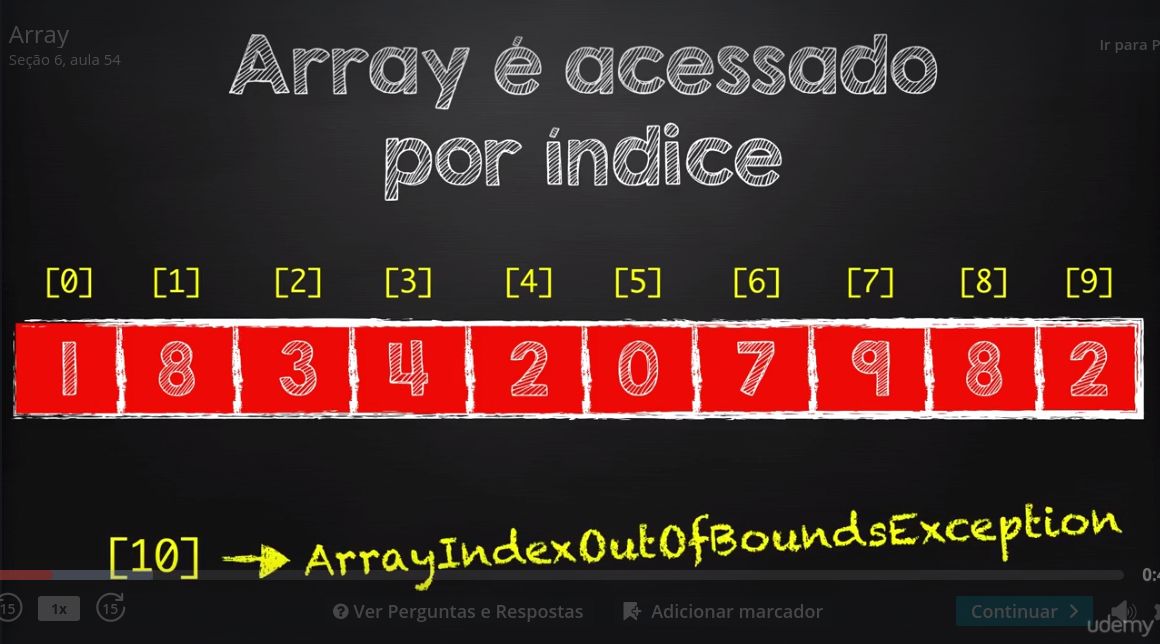 Array
Seção 6, aula 54
Ir para P
Array é acessado
por índice
[0] [1] [2] [3] [4] [5] [6] [7] [8] [9]
1 8 3 4 2 0 7 9 8 2
[10] → ArrayIndexOutOfBoundsException
0:4
15 1x 15 Ver Perguntas e Respostas Adicionar marcador Continuar
udemy